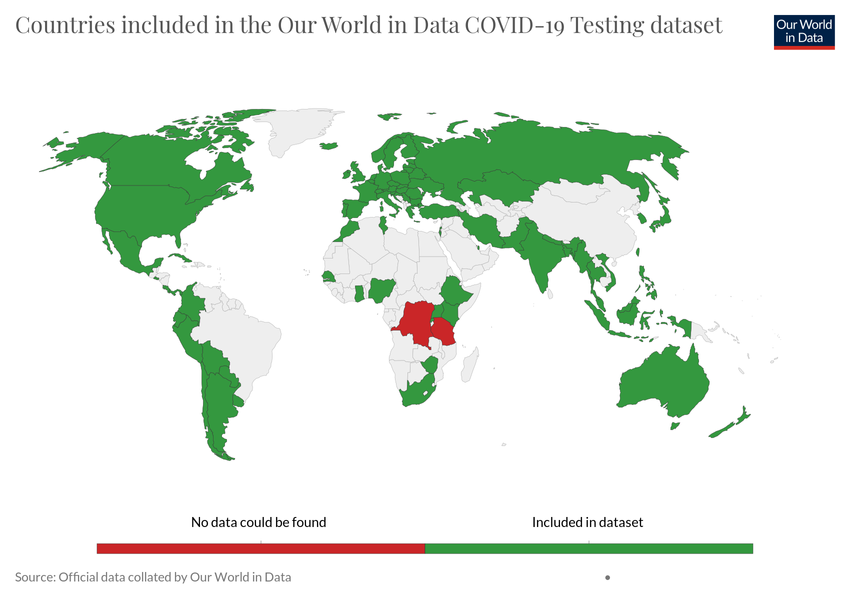 Countries included in the Our World in Data COVID-19 Testing dataset
Our World
in Data
No data could be found
Included in dataset
Source: Official data collated by Our World in Data